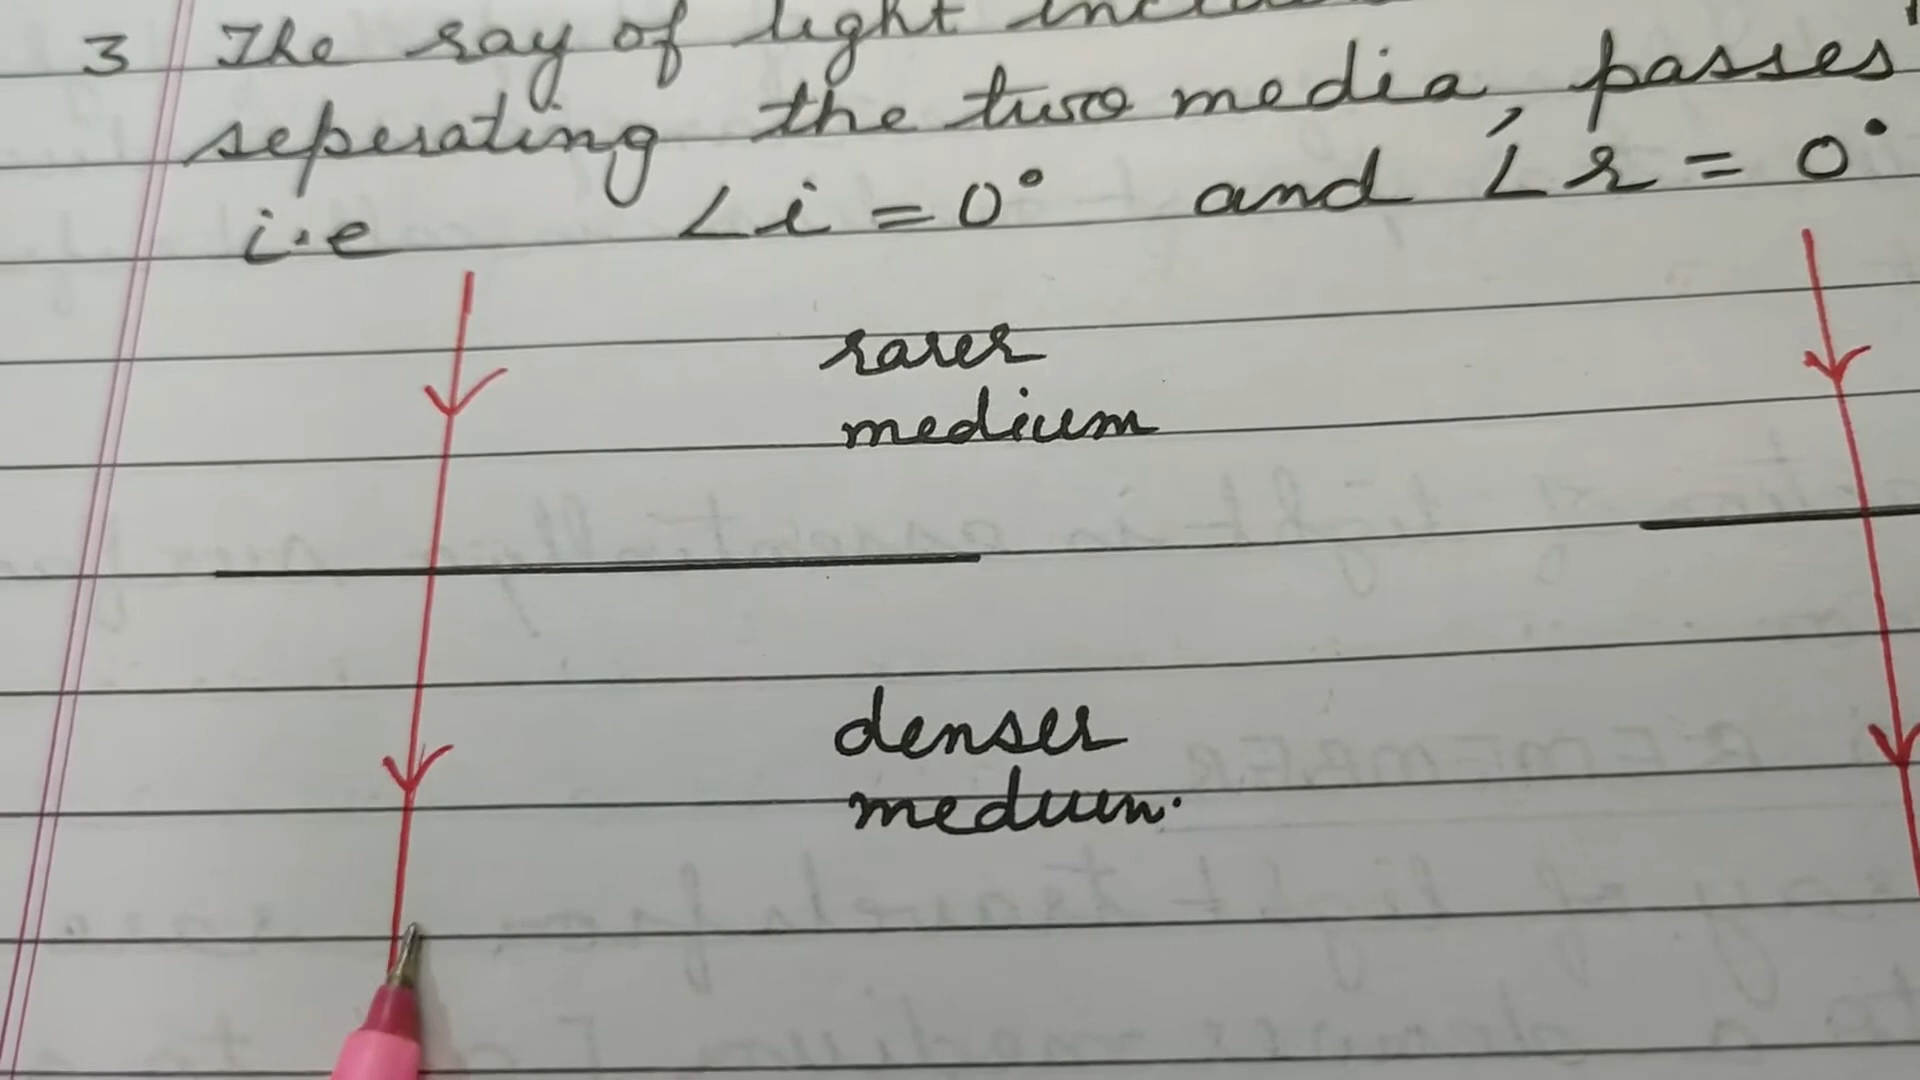 3 The ray of light
seperating the two media, passes
i.e ∠i = 0° and ∠r = 0°
rarer
medium
denser
medium.